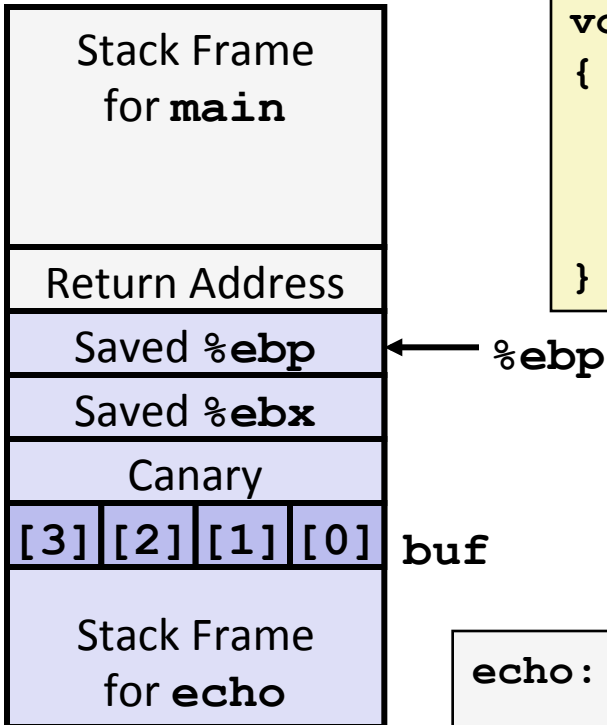 Stack Frame
for main
Return Address
Saved %ebp
Saved %ebx
Canary
[3] [2] [1] [0]
buf
Stack Frame
for echo
%ebp
{
}
echo: